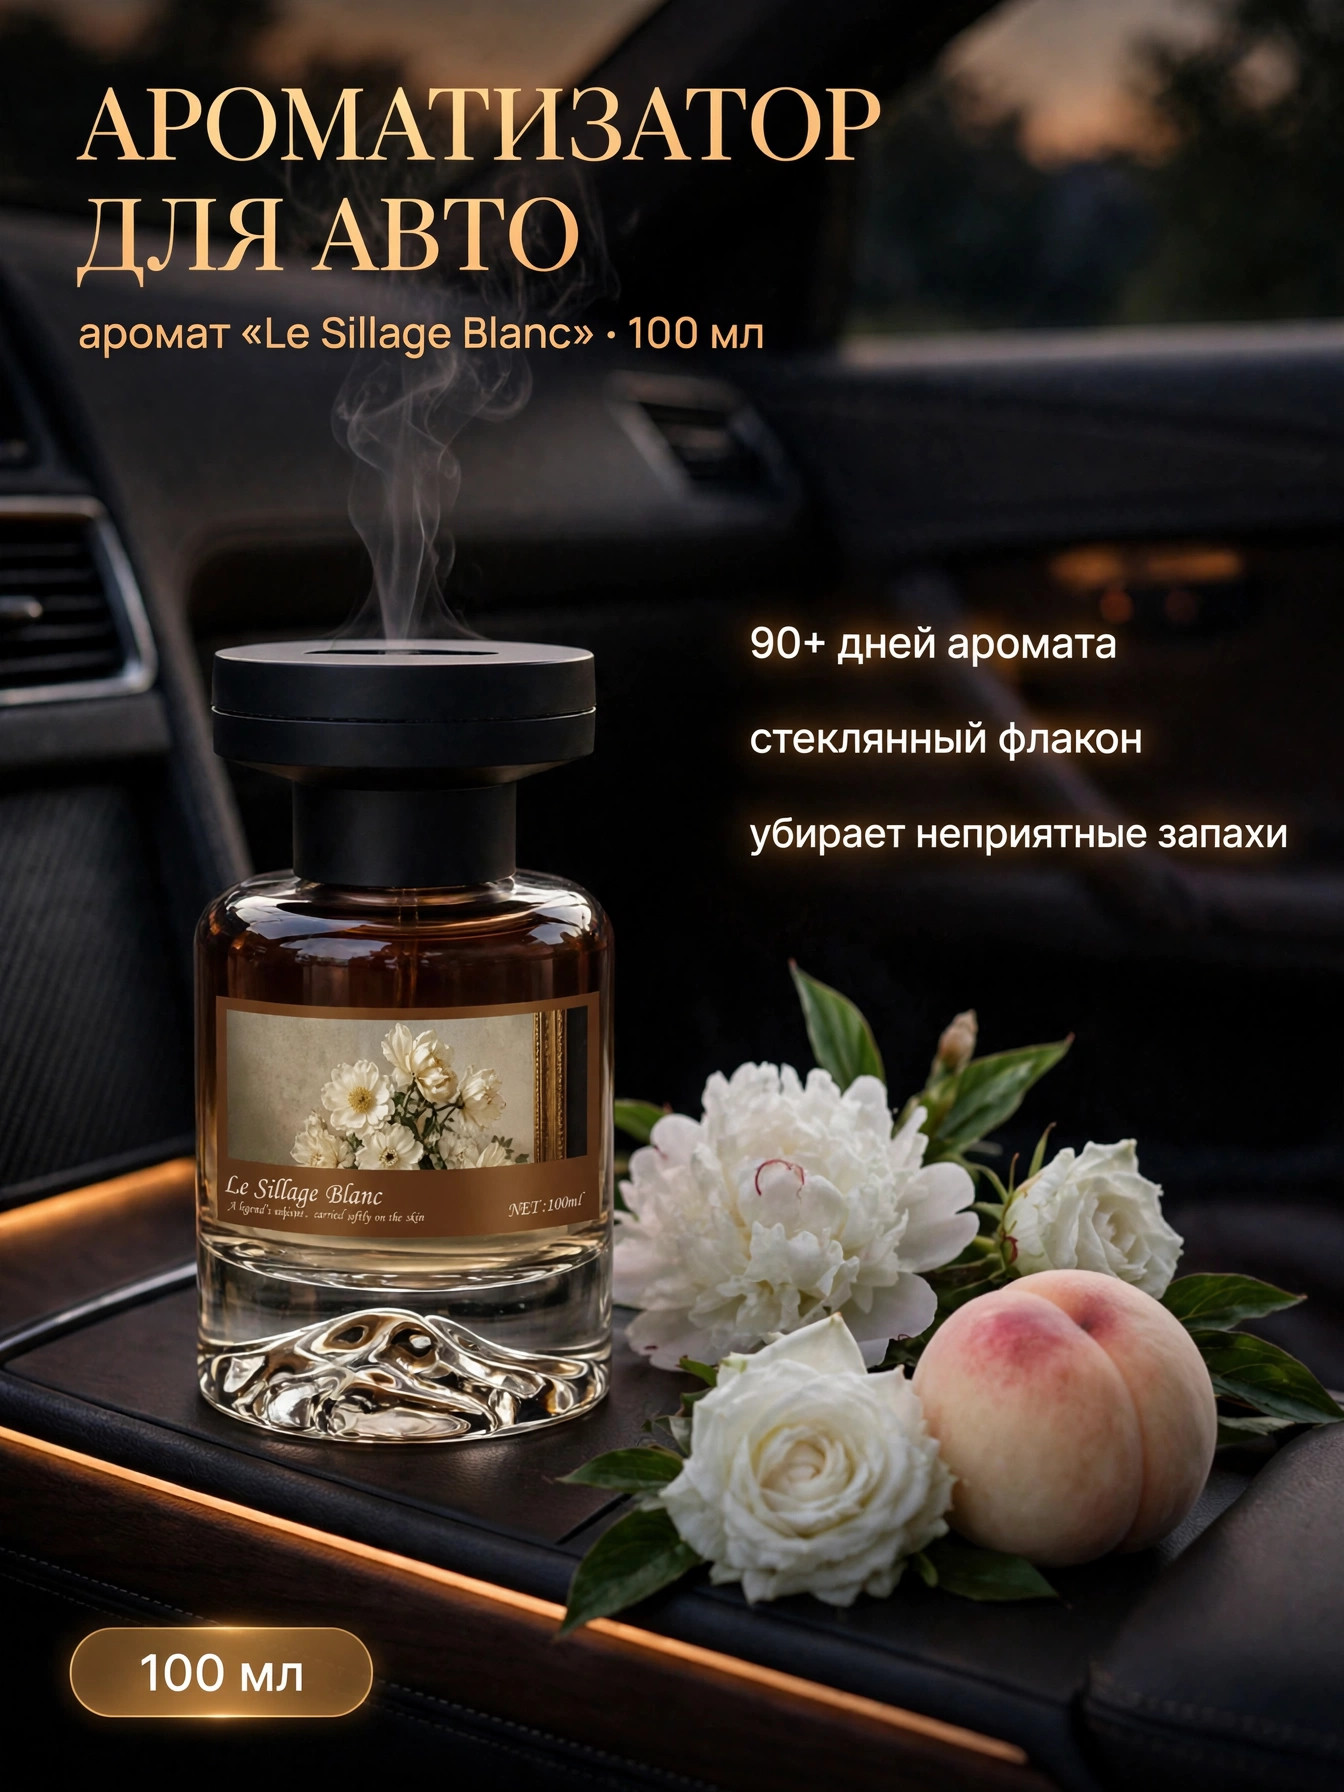 АРОМАТИЗАТОР
ДЛЯ АВТО
аромат «Le Sillage Blanc» · 100 мл
90+ дней аромата
стеклянный флакон
убирает неприятные запахи
Le Sillage Blanc
A legend's carried softly on the skin
NET:100ml
100 мл